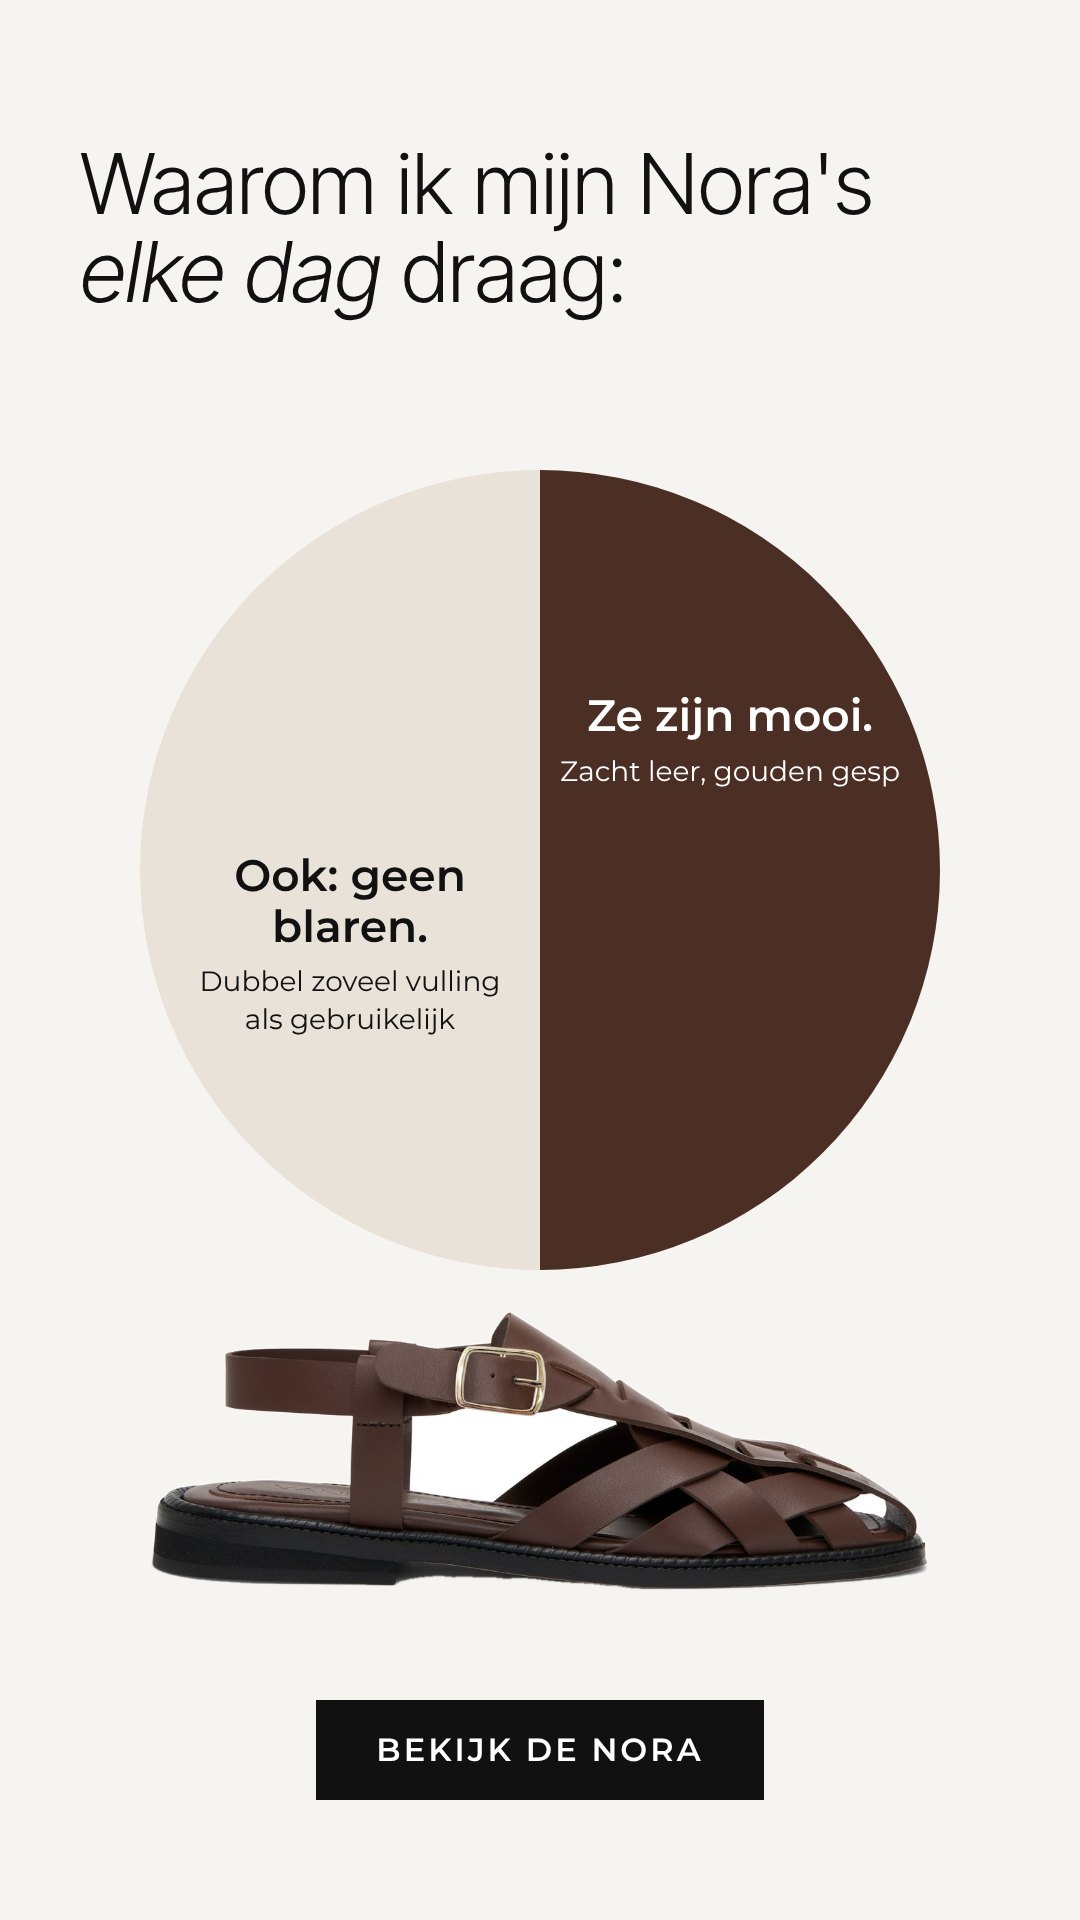 Waarom ik mijn Nora's
elke dag draag:
Ze zijn mooi.
Zacht leer, gouden gesp
Ook: geen
blaren.
Dubbel zoveel vulling
als gebruikelijk
BEKIJK DE NORA